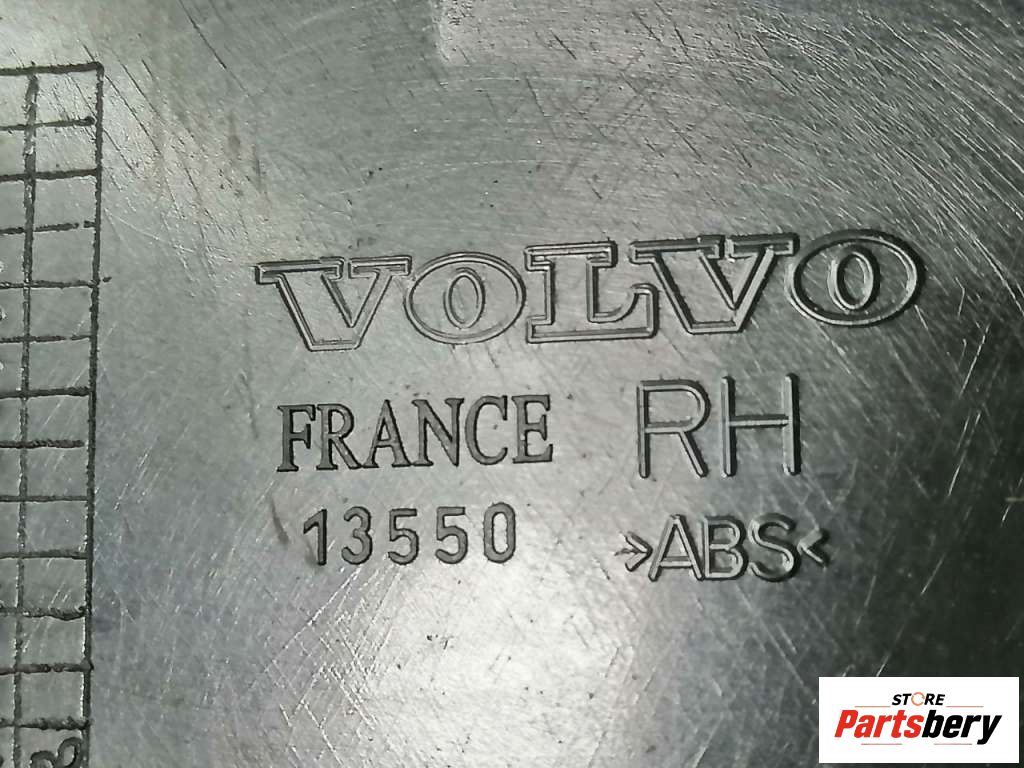 VOLVO
FRANCE RH
13550 >>ABS<
STORE
Partsbery